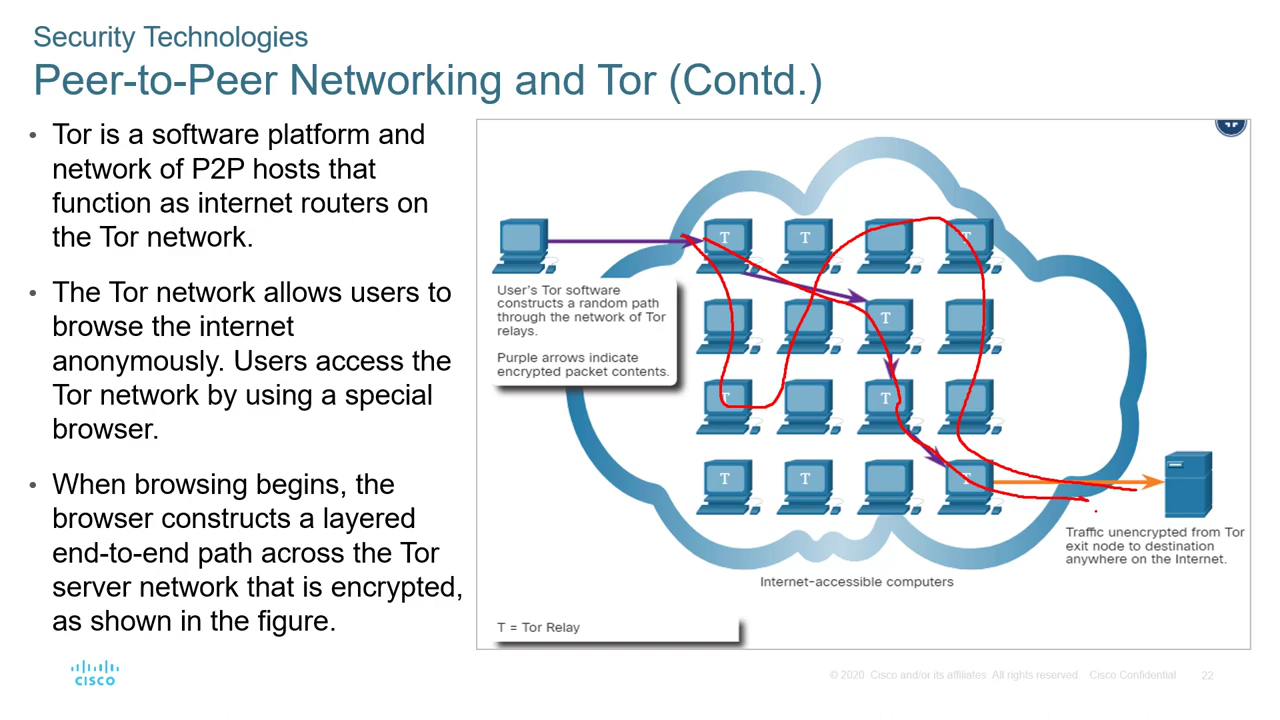 Security Technologies
Peer-to-Peer Networking and Tor (Contd.)
• Tor is a software platform and
network of P2P hosts that
function as internet routers on
the Tor network.
• The Tor network allows users to
browse the internet
anonymously. Users access the
Tor network by using a special
browser.
• When browsing begins, the
browser constructs a layered
end-to-end path across the Tor
server network that is encrypted,
as shown in the figure.
T
T
T
User's Tor software
constructs a random path
through the network of Tor
relays.
Purple arrows indicate
encrypted packet contents.
T
T
T
T
T
T
Traffic unencrypted from Tor
exit node to destination
anywhere on the Internet.
Internet-accessible computers
T = Tor Relay
CISCO
© 2020 Cisco and/or its affiliates. All rights reserved. Cisco Confidential
22